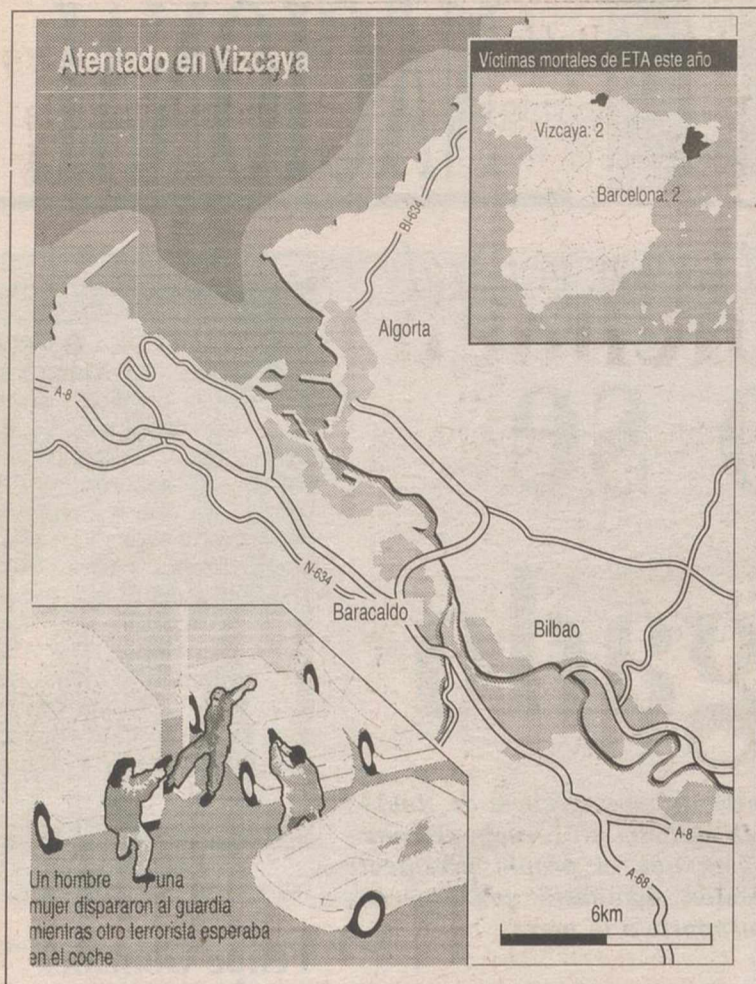 Atentado en Vizcaya
Víctimas mortales de ETA este año
Vizcaya: 2
Barcelona: 2
BI-634
Algorta
A-8
N-634
Baracaldo
Bilbao
A-8
A-68
6km
Un hombre y una
mujer dispararon al guardia
mientras otro terrorista esperaba
en el coche